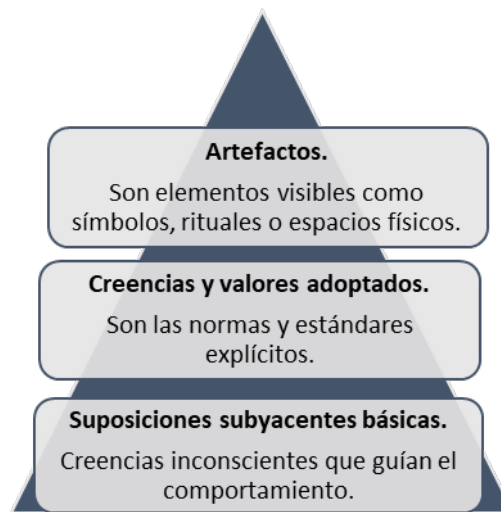 Artefactos.
Son elementos visibles como
símbolos, rituales o espacios físicos.
Creencias y valores adoptados.
Son las normas y estándares
explícitos.
Suposiciones subyacentes básicas.
Creencias inconscientes que guían el
comportamiento.